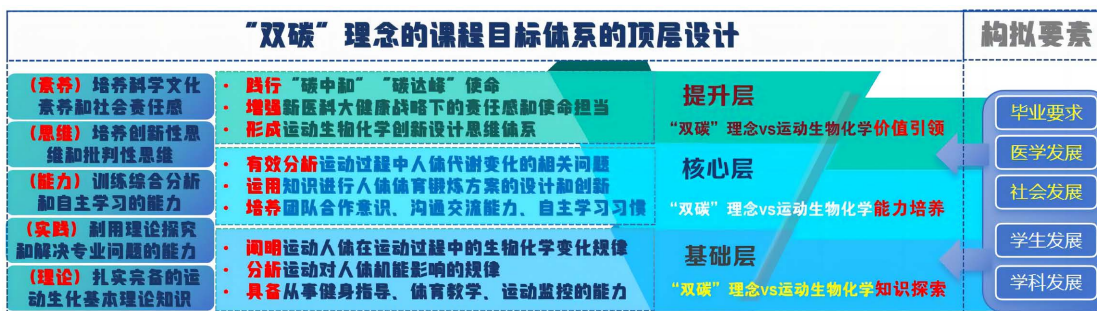 “双碳”理念的课程目标体系的顶层设计
构拟要素
（素养）培养科学文化
素养和社会责任感
（思维）培养创新性思
维和批判性思维
（能力）训练综合分析
和自主学习的能力
（实践）利用理论探究
和解决专业问题的能力
（理论）扎实完备的运
动生化基本理论知识
· 践行“碳中和”“碳达峰”使命
· 增强新医科大健康战略下的责任感和使命担当
· 形成运动生物化学创新设计思维体系
· 有效分析运动过程中人体代谢变化的相关问题
· 运用知识进行人体体育锻炼方案的设计和创新
· 培养团队合作意识、沟通交流能力、自主学习习惯
· 阐明运动人体在运动过程中的生物化学变化规律
· 分析运动对人体机能影响的规律
· 具备从事健身指导、体育教学、运动监控的能力
提升层
“双碳”理念vs运动生物化学价值引领
核心层
“双碳”理念vs运动生物化学能力培养
基础层
“双碳”理念vs运动生物化学知识探索
毕业要求
医学发展
社会发展
学生发展
学科发展